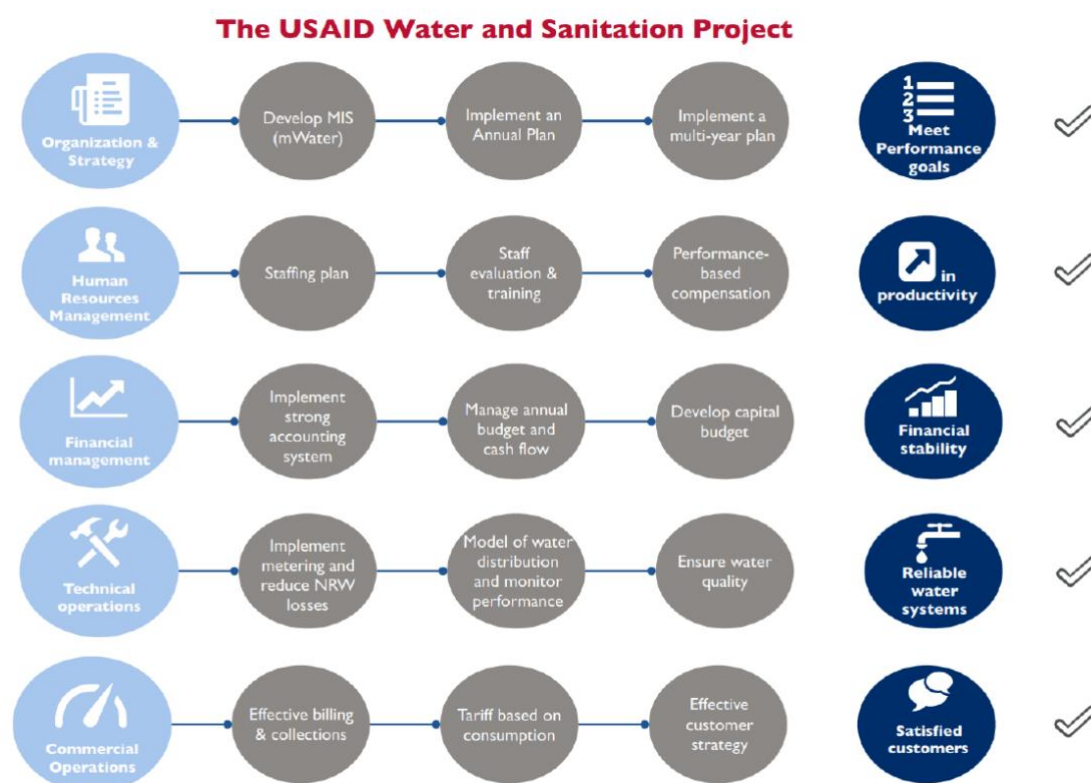 The USAID Water and Sanitation Project
Organization &
Strategy
Develop MIS
(mWater)
Implement an
Annual Plan
Implement a
multi-year plan
1
2
3
Meet
Performance
goals
Human
Resources
Management
Staffing plan
Staff
evaluation &
training
Performance-
based
compensation
in
productivity
Financial
management
Implement
strong
accounting
system
Manage annual
budget and
cash flow
Develop capital
budget
Financial
stability
Technical
operations
Implement
metering and
reduce NRW
losses
Model of water
distribution
and monitor
performance
Ensure water
quality
Reliable
water
systems
Commercial
Operations
Effective billing
& collections
Tariff based on
consumption
Effective
customer
strategy
Satisfied
customers